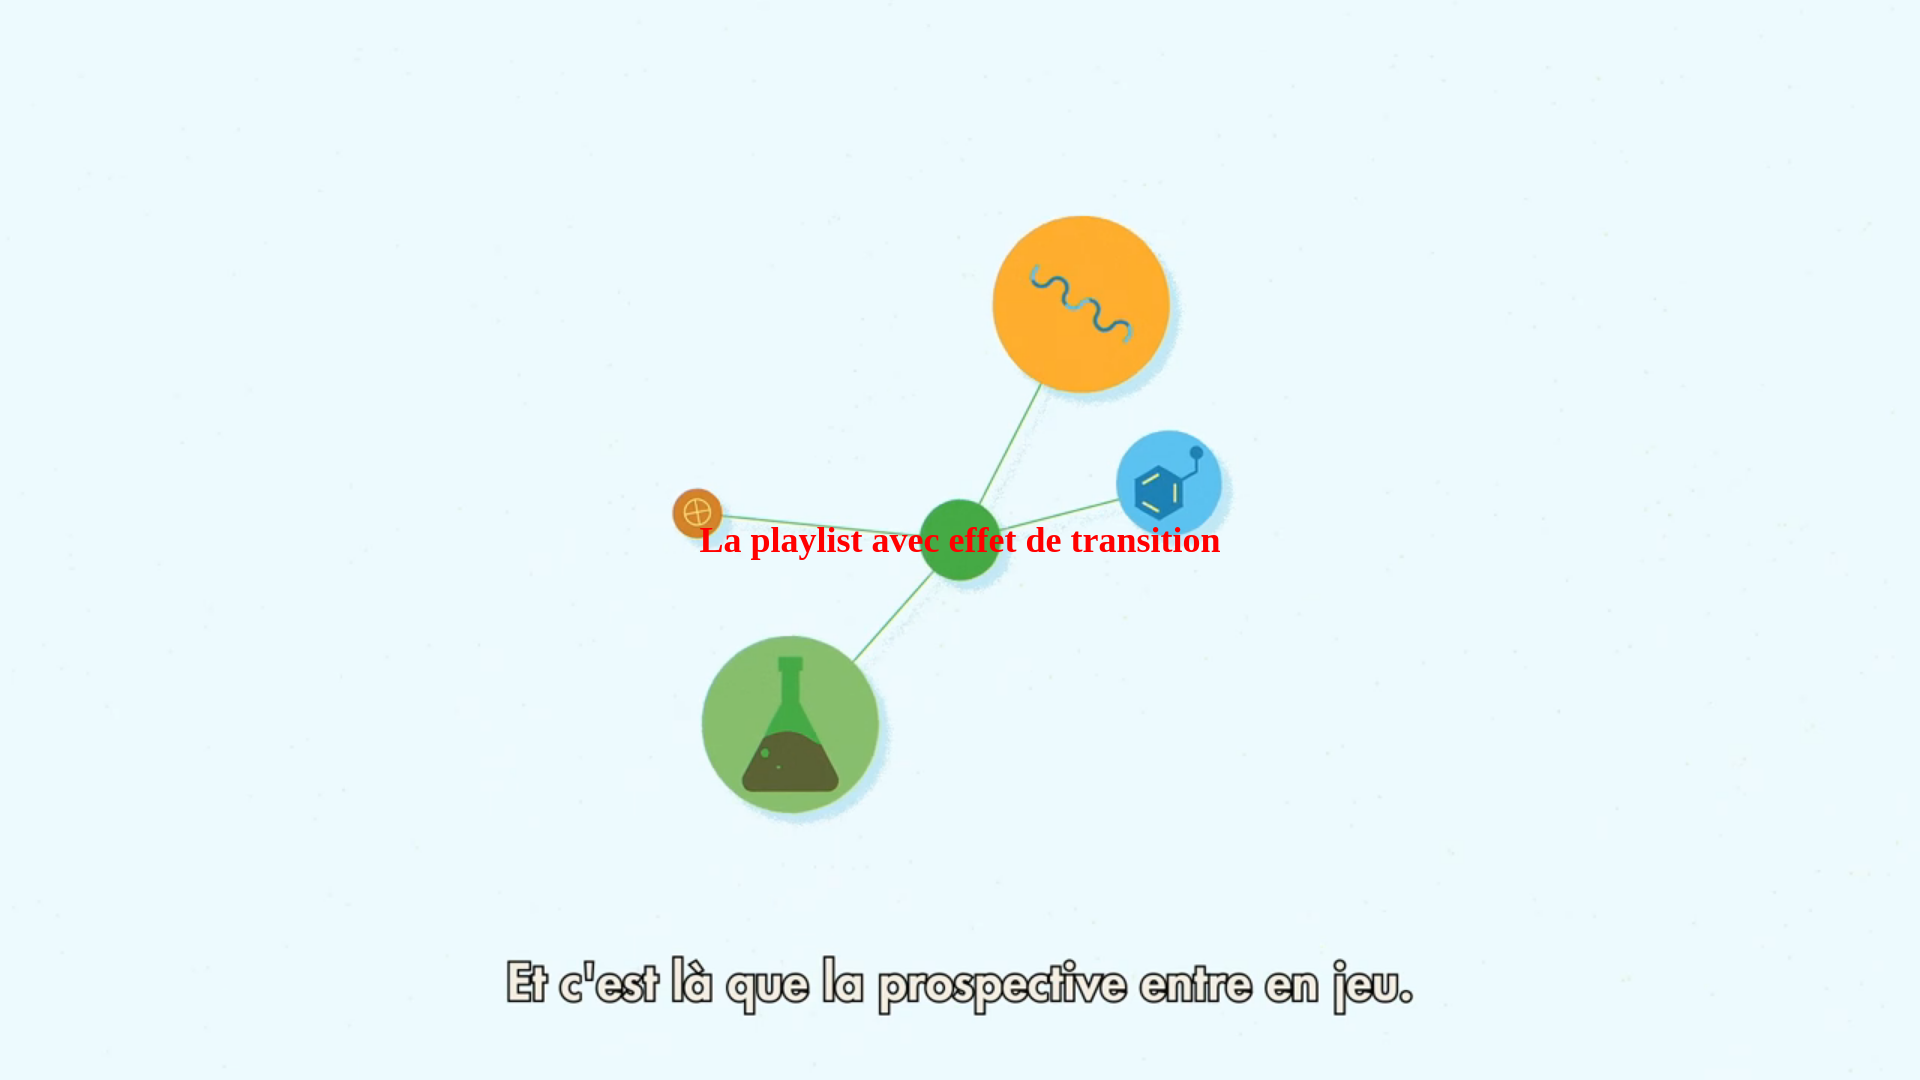 La playlist avec effet de transition
Et c'est là que la prospective entre en jeu.